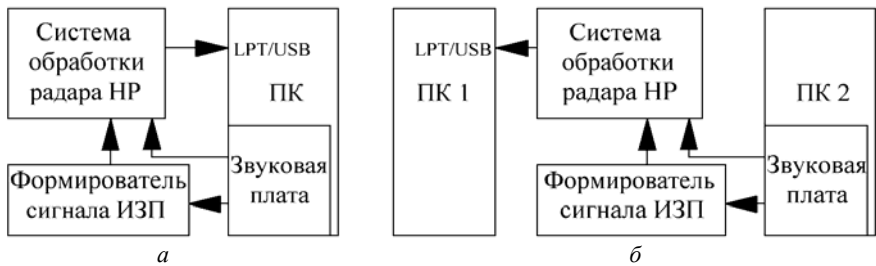 Система
обработки
радара НР
LPT/USB
ПК
Звуковая
плата
Формирователь
сигнала ИЗП
а
LPT/USB
ПК 1
Система
обработки
радара НР
ПК 2
Звуковая
плата
Формирователь
сигнала ИЗП
б